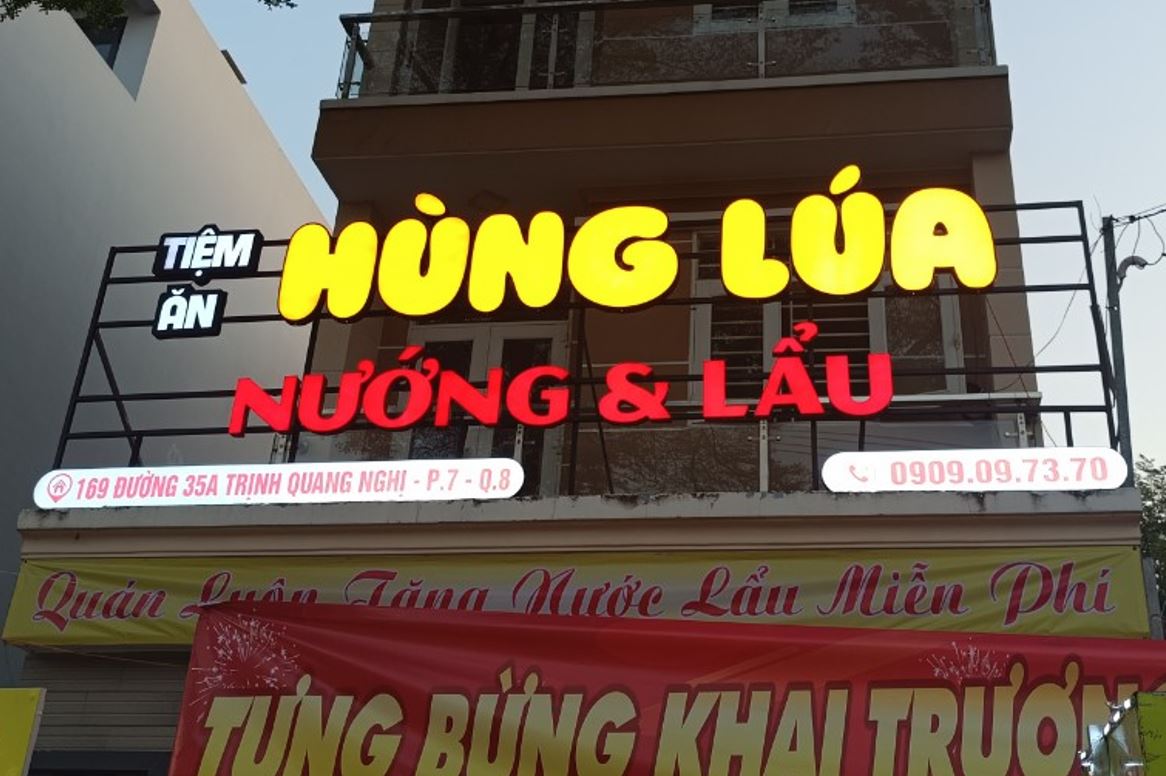 TIỆM
ĂN
HÙNG LÚA
NƯỚNG & LẨU
169 ĐƯỜNG 35A TRỊNH QUANG NGHỊ - P.7 - Q.8
0909.09.73.70
Quán Luôn Tặng Nước Lẩu Miễn Phí
TƯNG BỪNG KHAI TRƯƠNG